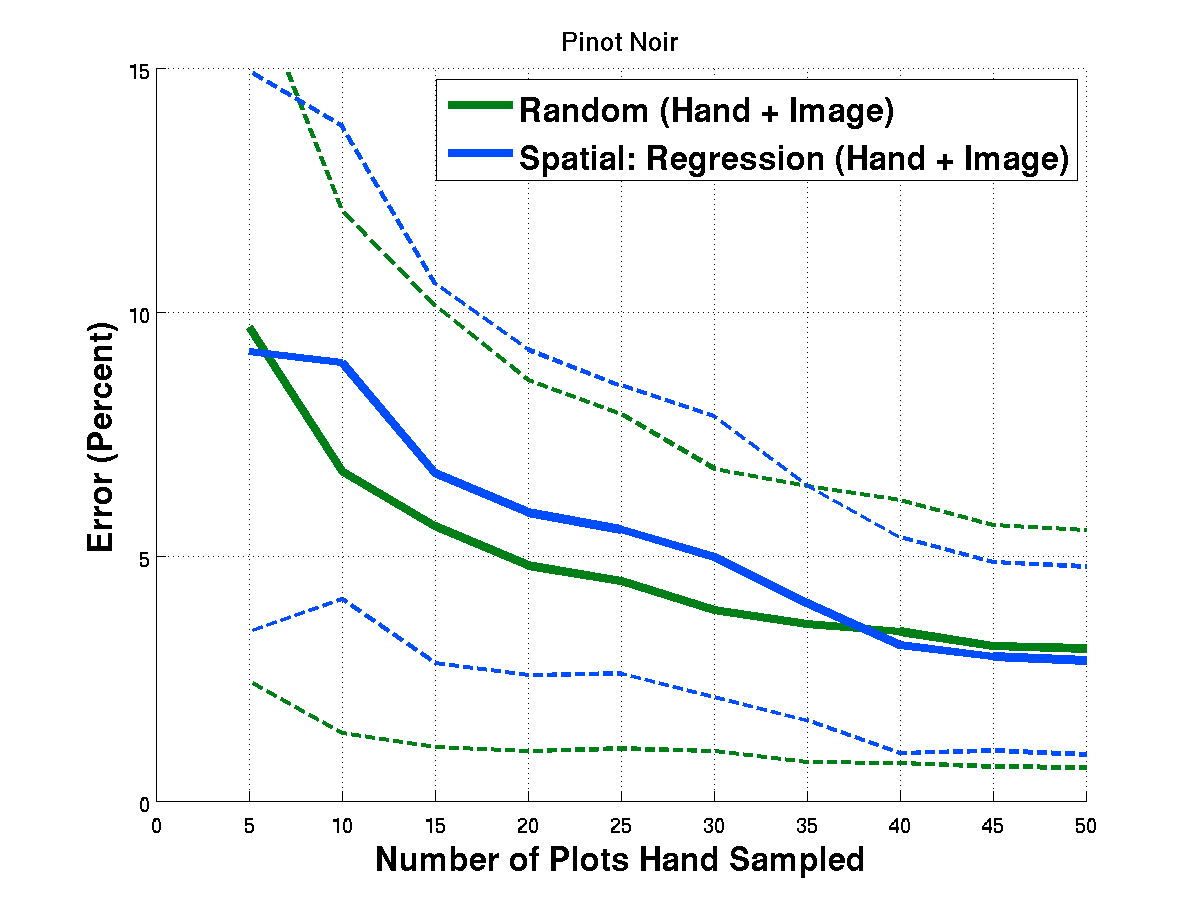 Pinot Noir
15
Random (Hand + Image)
Spatial: Regression (Hand + Image)
10
Error (Percent)
5
0
0 5 10 15 20 25 30 35 40 45 50
Number of Plots Hand Sampled